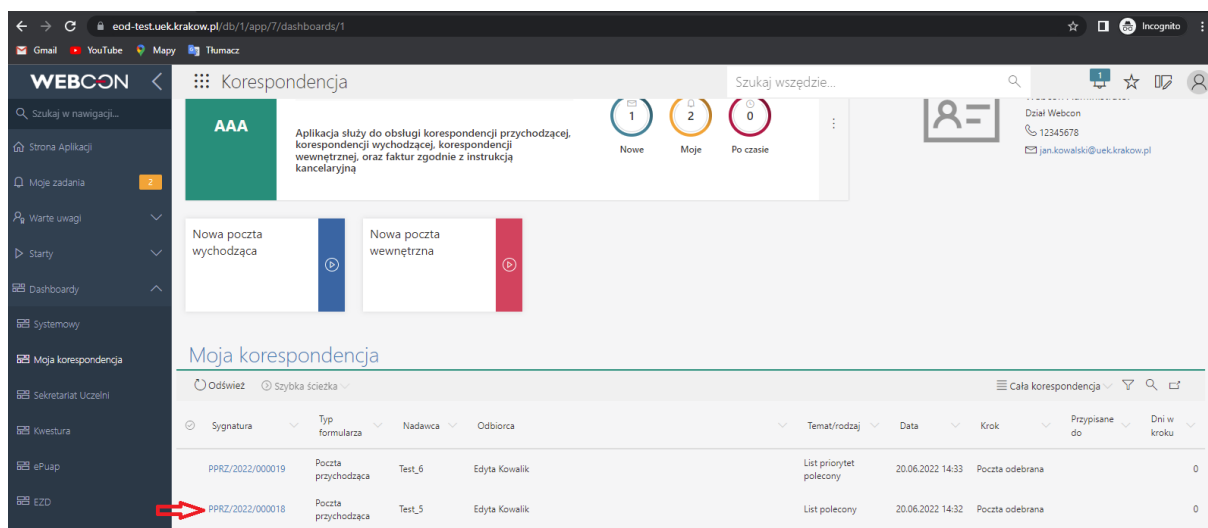 eod-test.uek.krakow.pl/db/1/app/7/dashboards/1
Incognito
Gmail YouTube Mapy Tłumacz
WEBCON
Korespondencja
Szukaj wszędzie...
1
Szukaj w nawigacji...
Strona Aplikacji
Moje zadania 2
Warte uwagi
Starty
Dashboardy
Systemowy
Moja korespondencja
Sekretariat Uczelni
Kwestura
ePuap
EZD
AAA
Aplikacja służy do obsługi korespondencji przychodzącej,
korespondencji wychodzącej, korespondencji
wewnętrznej, oraz faktur zgodnie z instrukcją
kancelaryjną
1 2 0
Nowe Moje Po czasie
Dział Webcon
12345678
jan.kowalski@uek.krakow.pl
Nowa poczta
wychodząca
Nowa poczta
wewnętrzna
Moja korespondencja
Odśwież Szybka ścieżka
Cała korespondencja
Sygnatura Typ formularza Nadawca Odbiorca Temat/rodzaj Data Krok Przypisane do Dni w kroku
PPRZ/2022/000019 Poczta przychodząca Test_6 Edyta Kowalik List priorytet polecony 20.06.2022 14:33 Poczta odebrana 0
PPRZ/2022/000018 Poczta przychodząca Test_5 Edyta Kowalik List polecony 20.06.2022 14:32 Poczta odebrana 0